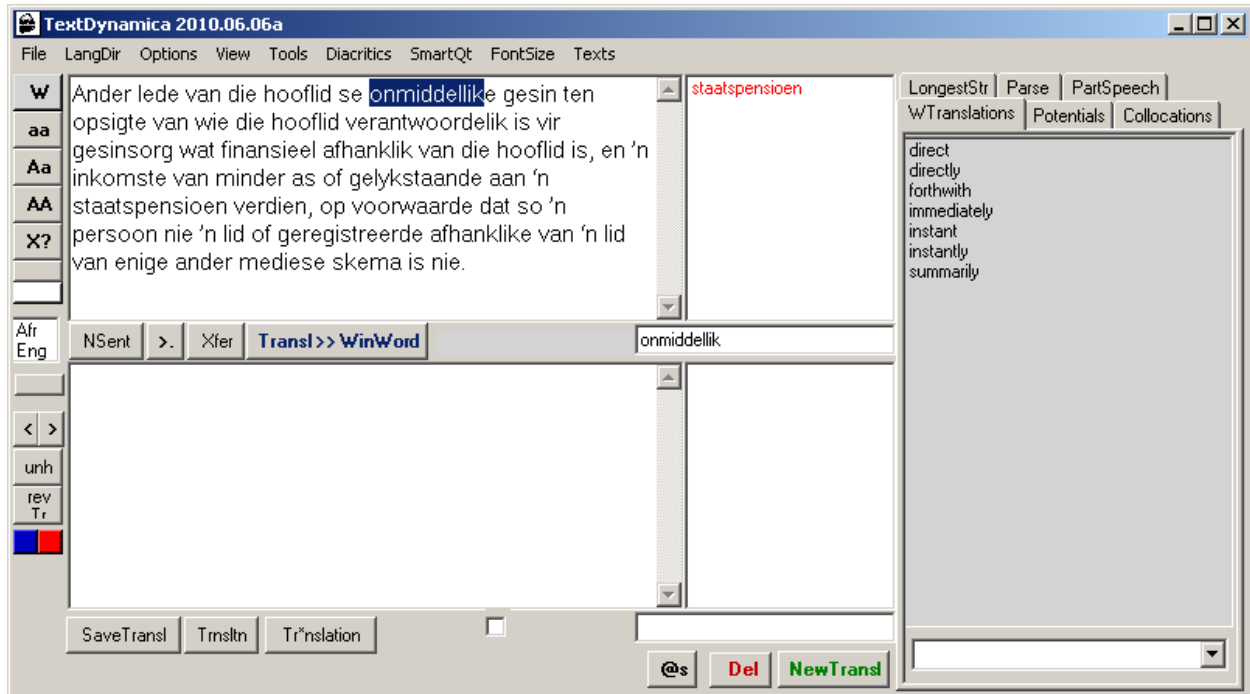 TextDynamica 2010.06.06a
File LangDir Options View Tools Diacritics SmartQt FontSize Texts
W
aa
Aa
AA
X?
Afr
Eng
< >
unh
rev
Tr
Ander lede van die hooflid se onmiddellike gesin ten
opsigte van wie die hooflid verantwoordelik is vir
gesinsorg wat finansieel afhanklik van die hooflid is, en 'n
inkomste van minder as of gelykstaande aan 'n
staatspensioen verdien, op voorwaarde dat so 'n
persoon nie 'n lid of geregistreerde afhanklike van 'n lid
van enige ander mediese skema is nie.
staatspensioen
NSent >. Xfer Transl>>WinWord
onmiddellik
SaveTransl Trnsltn Tr*nslation
@s Del NewTransl
LongestStr Parse PartSpeech
WTranslations Potentials Collocations
direct
directly
forthwith
immediately
instant
instantly
summarily